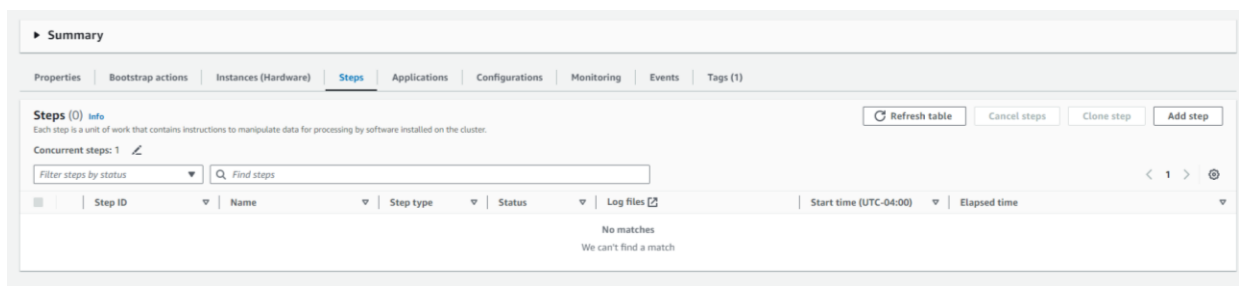 Summary
Properties Bootstrap actions Instances (Hardware) Steps Applications Configurations Monitoring Events Tags (1)
Steps (0) Info Refresh table Cancel steps Clone step Add step
Each step is a unit of work that contains instructions to manipulate data for processing by software installed on the cluster.
Concurrent steps: 1
Filter steps by status Find steps 1
Step ID Name Step type Status Log files Start time (UTC-04:00) Elapsed time
No matches
We can't find a match